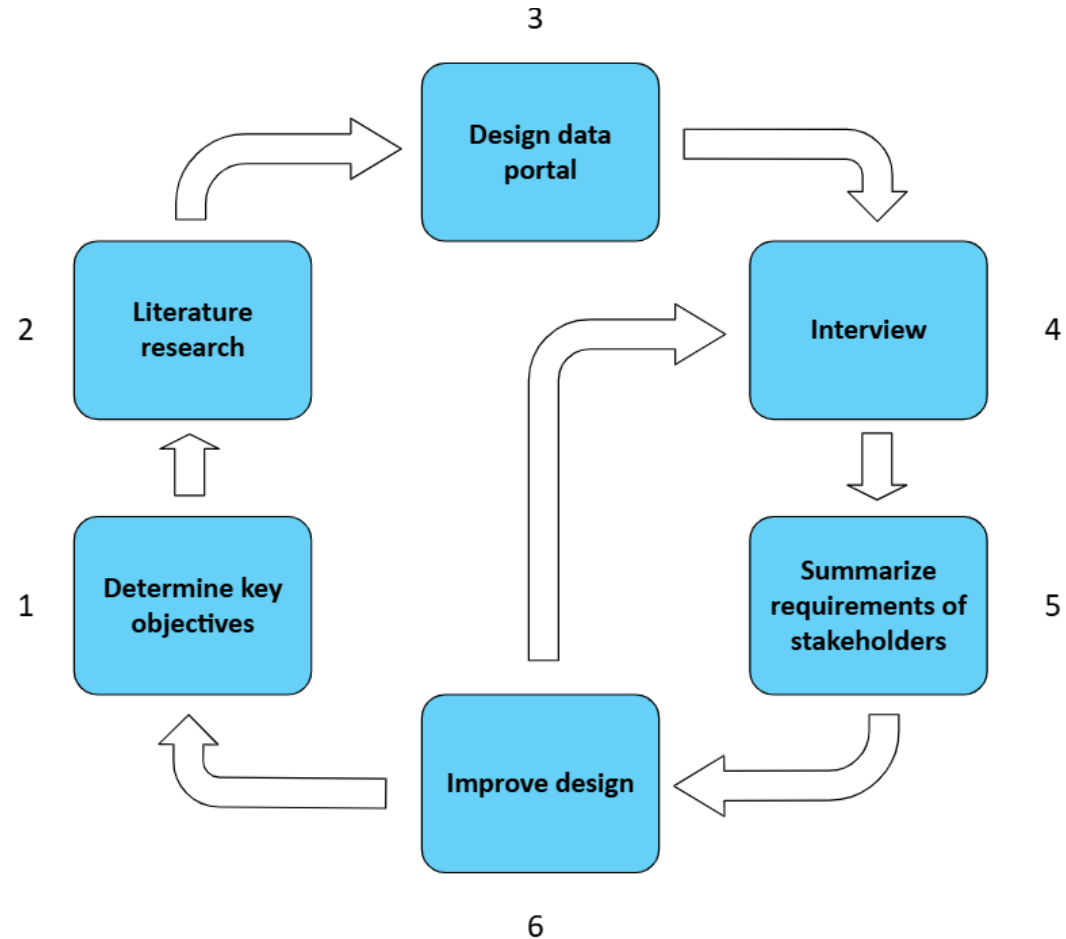 3
Design data
portal
Literature
research
2
Interview
4
Determine key
objectives
1
Summarize
requirements of
stakeholders
5
Improve design
6